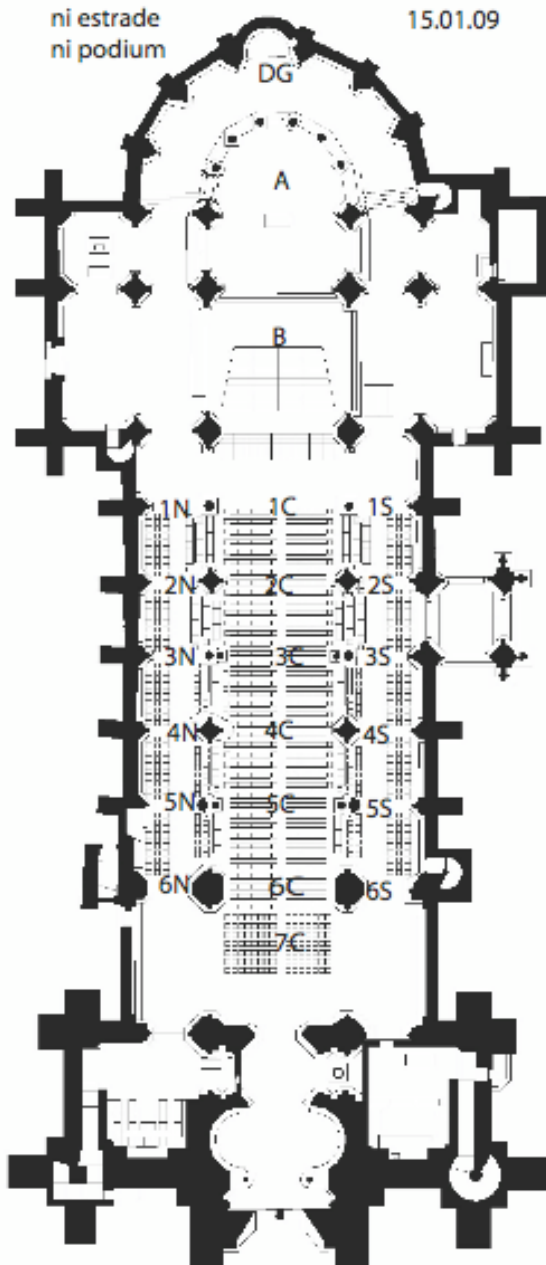 ni estrade
ni podium
15.01.09
DG
A
B
1N 1C 1S
2N 2C 2S
3N 3C 3S
4N 4C 4S
5N 5C 5S
6N 6C 6S
7C